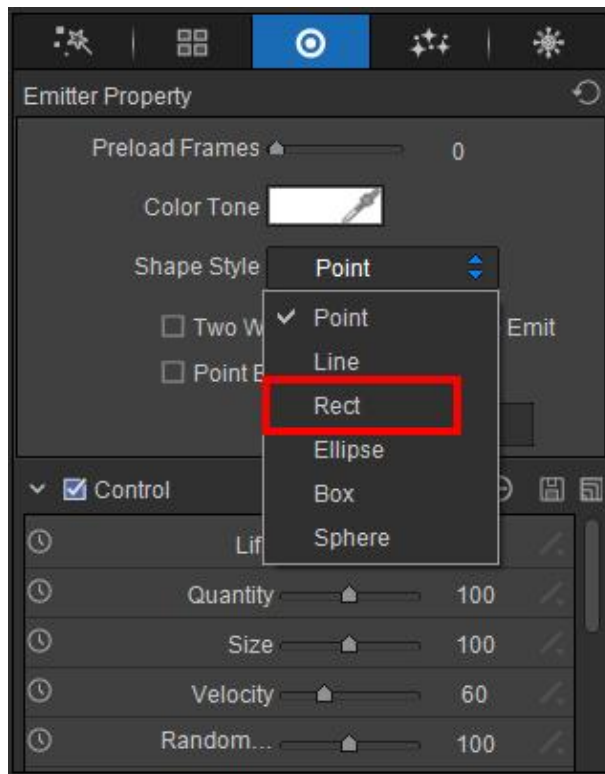 Emitter Property
Preload Frames 0
Color Tone
Shape Style Point
Two W Point Emit
Point E Line
Rect
Ellipse
Control Box
Lif Sphere
Quantity 100
Size 100
Velocity 60
Random... 100